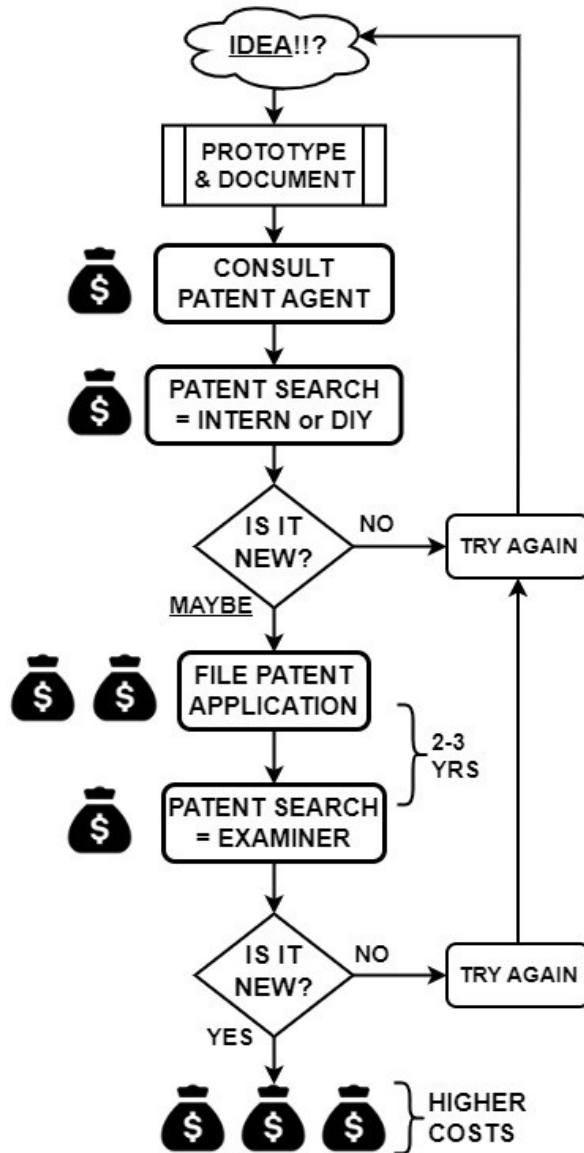 IDEA!!?
PROTOTYPE
& DOCUMENT
$
CONSULT
PATENT AGENT
$
PATENT SEARCH
= INTERN or DIY
IS IT
NEW?
NO
TRY AGAIN
MAYBE
$ $
FILE PATENT
APPLICATION
2-3
YRS
$
PATENT SEARCH
= EXAMINER
IS IT
NEW?
NO
TRY AGAIN
YES
$ $ $
HIGHER
COSTS